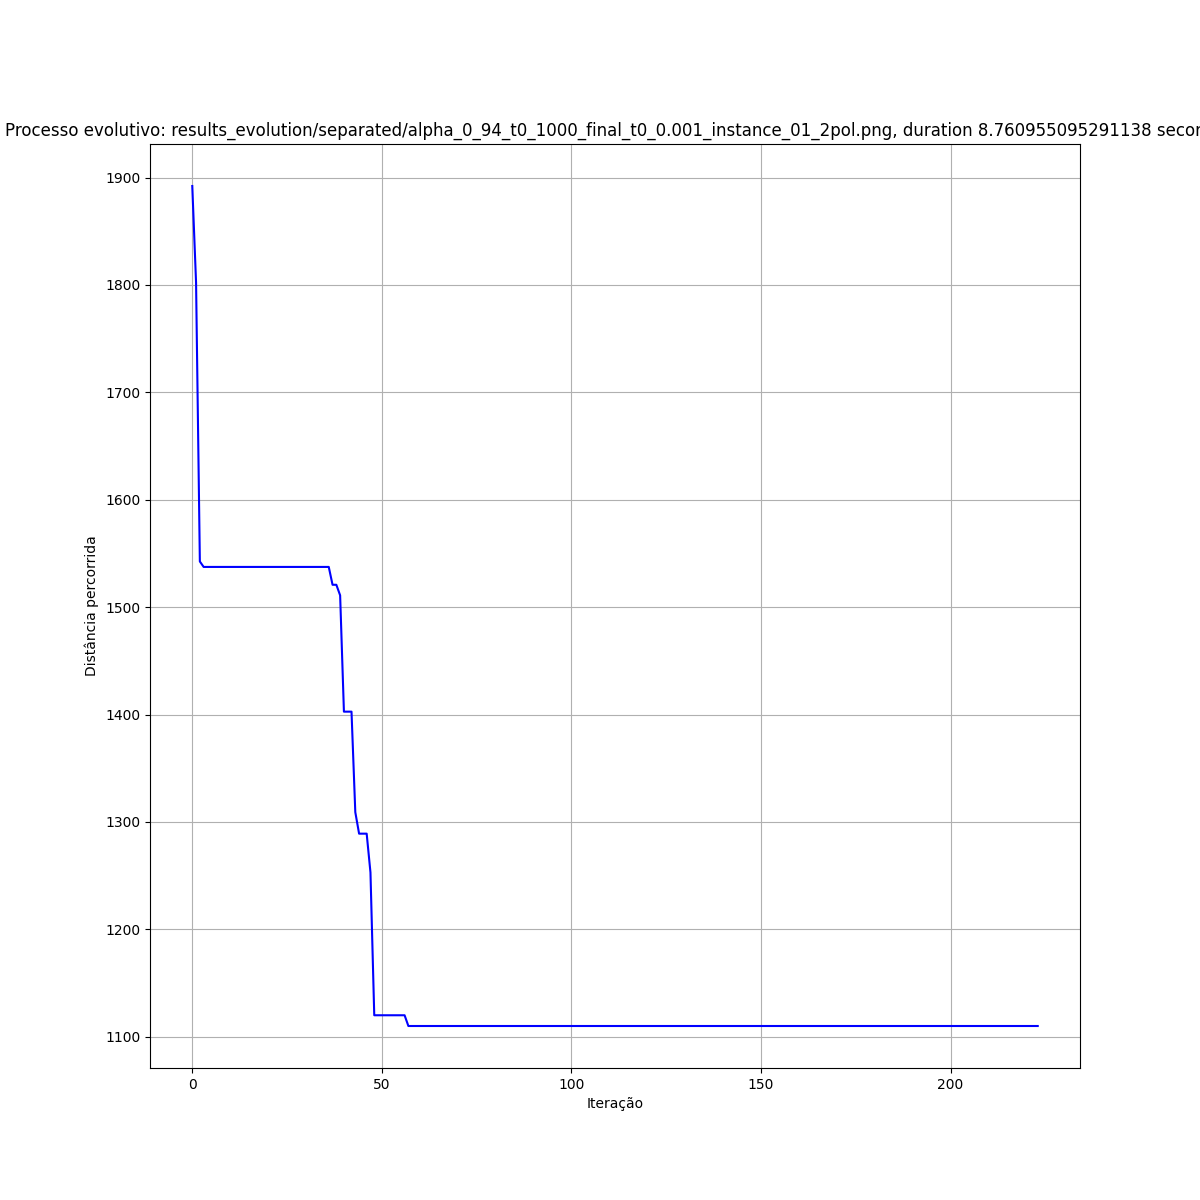 Processo evolutivo: results_evolution/separated/alpha_0_94_t0_1000_final_t0_0.001_instance_01_2pol.png, duration 8.760955095291138
1900
1800
1700
1600
1500
1400
1300
1200
1100
Distância percorrida
0 50 100 150 200
Iteração